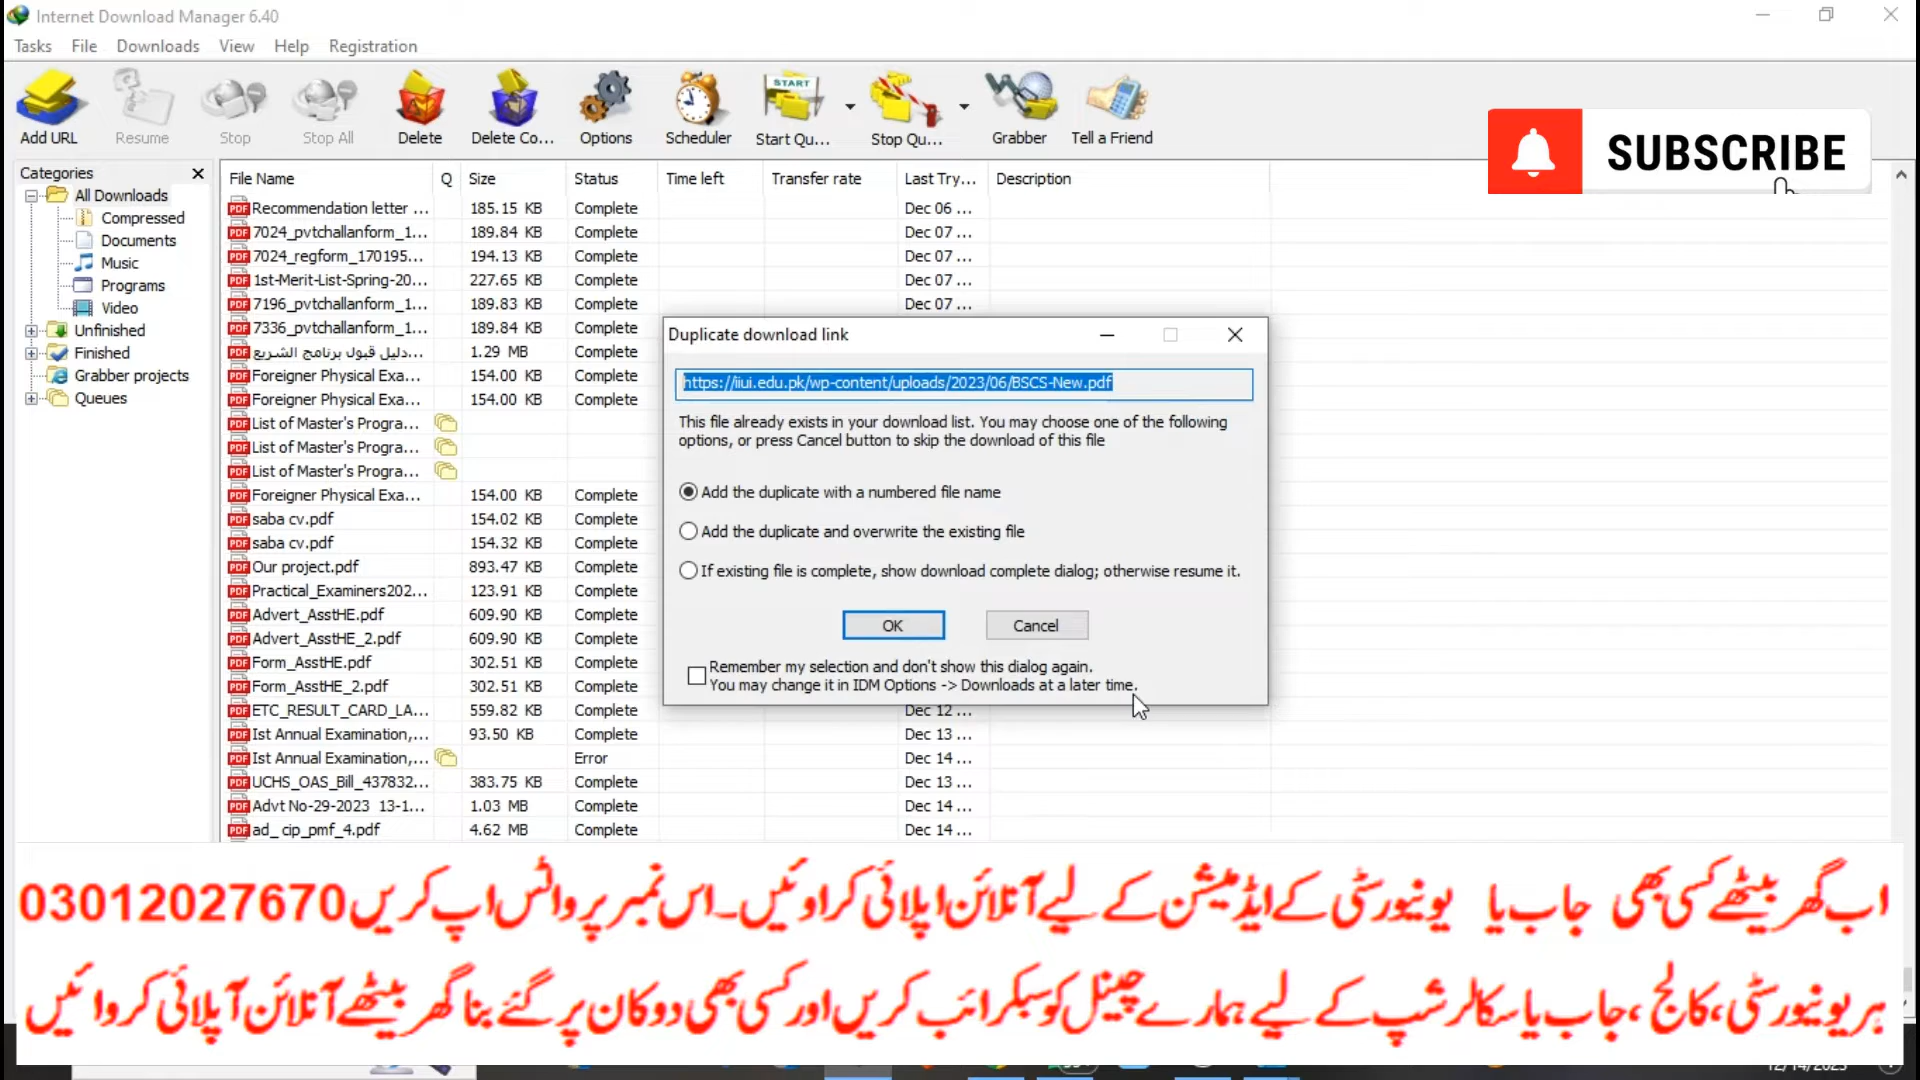 Internet Download Manager 6.40
Tasks File Downloads View Help Registration
Add URL Resume Stop Stop All Delete Delete Co... Options Scheduler Start Qu... Stop Qu... Grabber Tell a Friend
SUBSCRIBE
Categories
All Downloads
Compressed
Documents
Music
Programs
Video
Unfinished
Finished
Grabber projects
Queues
File Name Q Size Status Time left Transfer rate Last Try... Description
Recommendation letter ... 185.15 KB Complete Dec 06 ...
7024_pvtchallanform_1... 189.84 KB Complete Dec 07 ...
7024_regform_170195... 194.13 KB Complete Dec 07 ...
1st-Merit-List-Spring-20... 227.65 KB Complete Dec 07 ...
7196_pvtchallanform_1... 189.83 KB Complete Dec 07 ...
7336_pvtchallanform_1... 189.84 KB Complete
دليل قبول برنامج الشريع... 1.29 MB Complete
Foreigner Physical Exa... 154.00 KB Complete
Foreigner Physical Exa... 154.00 KB Complete
List of Master's Progra...
List of Master's Progra...
List of Master's Progra...
Foreigner Physical Exa... 154.00 KB Complete
saba cv.pdf 154.02 KB Complete
saba cv.pdf 154.32 KB Complete
Our project.pdf 893.47 KB Complete
Practical_Examiners202... 123.91 KB Complete
Advert_AsstHE.pdf 609.90 KB Complete
Advert_AsstHE_2.pdf 609.90 KB Complete
Form_AsstHE.pdf 302.51 KB Complete
Form_AsstHE_2.pdf 302.51 KB Complete
ETC_RESULT_CARD_LA... 559.82 KB Complete Dec 12 ...
Ist Annual Examination,... 93.50 KB Complete Dec 13 ...
Ist Annual Examination,... Error Dec 14 ...
UCHS_OAS_Bill_437832... 383.75 KB Complete Dec 13 ...
Advt No-29-2023 13-1... 1.03 MB Complete Dec 14 ...
ad_ cip_pmf_4.pdf 4.62 MB Complete Dec 14 ...
Duplicate download link
https://iiui.edu.pk/wp-content/uploads/2023/06/BSCS-New.pdf
This file already exists in your download list. You may choose one of the following
options, or press Cancel button to skip the download of this file
Add the duplicate with a numbered file name
Add the duplicate and overwrite the existing file
If existing file is complete, show download complete dialog; otherwise resume it.
OK Cancel
Remember my selection and don't show this dialog again.
You may change it in IDM Options -> Downloads at a later time.
اب گھر بیٹھے کسی بھی جاب یا یونیورسٹی کے ایڈمیشن کے لیے آنلائن اپلائی کراوئیں۔اس نمبر پر واٹس اپ کریں 03012027670
ہر یونیورسٹی، کالج ،جاب یا سکالرشپ کے لیے ہمارے چینل کو سبکرائب کریں اور کسی بھی دوکان پر گئے بنا گھر بیٹھے آنلائن آپلائی کروائیں